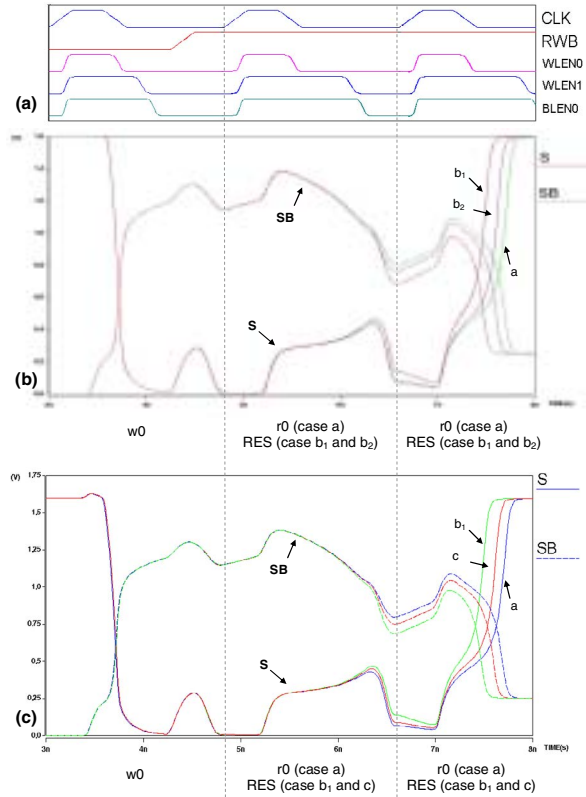 CLK
RWB
WLEN0
WLEN1
BLEN0
(a)
b₁
S
b₂
SB
SB
a
S
(b)
w0
r0 (case a)
RES (case b₁ and b₂)
r0 (case a)
RES (case b₁ and b₂)
(V)
1,75
S
1,5
b₁
c
SB
1,25
SB
a
1,0
0,75
0,5
S
0,25
(c)
0,0
3n
4n
5n
6n
7n
8n
TIME(s)
w0
r0 (case a)
RES (case b₁ and c)
r0 (case a)
RES (case b₁ and c)